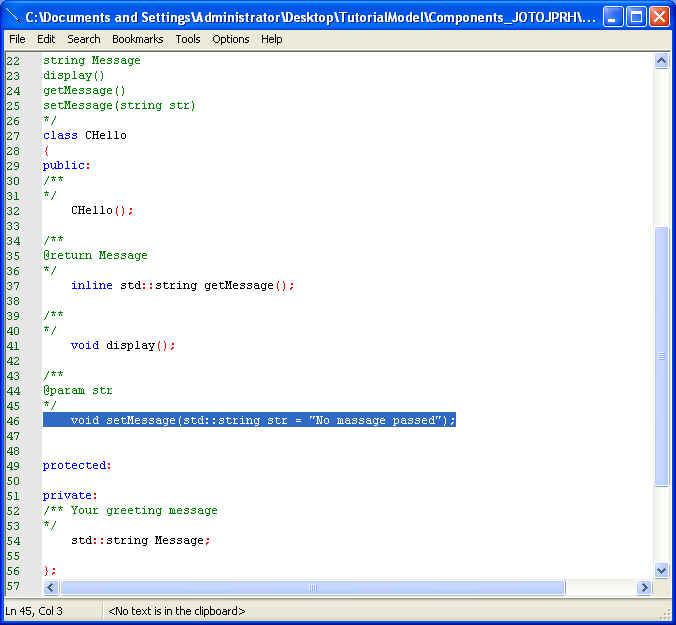 C:\Documents and Settings\Administrator\Desktop\TutorialModel\Components_JOTOJPRH\...
File Edit Search Bookmarks Tools Options Help
22 string Message
23 display()
24 getMessage()
25 setMessage(string str)
26 */
27 class CHello
28 {
29 public:
30 /**
31 */
32 CHello();
33
34 /**
35 @return Message
36 */
37 inline std::string getMessage();
38
39 /**
40 */
41 void display();
42
43 /**
44 @param str
45 */
46 void setMessage(std::string str = "No massage passed");
47
48
49 protected:
50
51 private:
52 /** Your greeting message
53 */
54 std::string Message;
55
56 };
57
Ln 45, Col 3 <No text is in the clipboard>